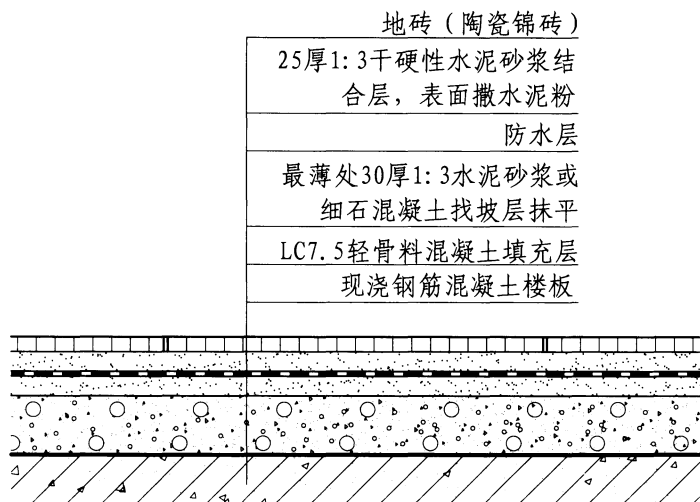 地砖（陶瓷锦砖）
25厚1:3干硬性水泥砂浆结
合层，表面撒水泥粉
防水层
最薄处30厚1:3水泥砂浆或
细石混凝土找坡层抹平
LC7.5轻骨料混凝土填充层
现浇钢筋混凝土楼板